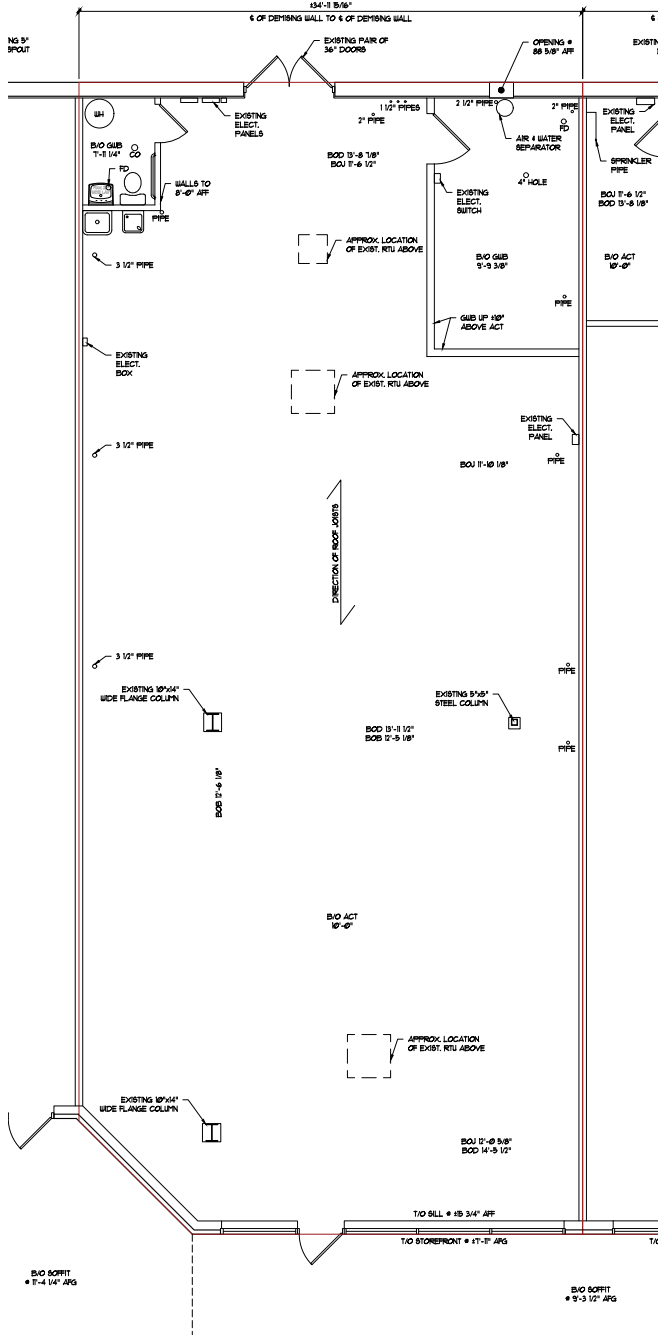 ±34'-11 15/16"
℄ OF DEMISING WALL TO ℄ OF DEMISING WALL
℄ OF
NG 5"
SPOUT
EXISTING PAIR OF
36" DOORS
OPENING @
88 5/8" AFF
EXISTIN
WH
EXISTING
ELECT.
PANELS
1 1/2" PIPES
2" PIPE
2 1/2" PIPE
2" PIPE
FD
EXISTING
ELECT.
PANEL
B/O GWB
7'-11 1/4"
CO
FD
AIR & WATER
SEPARATOR
BOD 13'-8 7/8"
BOJ 11'-6 1/2"
SPRINKLER
PIPE
WALLS TO
8'-0" AFF
4" HOLE
EXISTING
ELECT.
SWITCH
BOJ 11'-6 1/2"
BOD 13'-8 1/8"
PIPE
APPROX. LOCATION
OF EXIST. RTU ABOVE
B/O GWB
9'-9 3/8"
B/O ACT
10'-0"
3 1/2" PIPE
PIPE
GWB UP ±10"
ABOVE ACT
EXISTING
ELECT.
BOX
APPROX. LOCATION
OF EXIST. RTU ABOVE
EXISTING
ELECT.
PANEL
3 1/2" PIPE
BOJ 11'-10 1/8"
PIPE
DIRECTION OF ROOF JOISTS
3 1/2" PIPE
PIPE
EXISTING 10"x14"
WIDE FLANGE COLUMN
EXISTING 5"x5"
STEEL COLUMN
BOD 13'-11 1/2"
BOB 12'-5 1/8"
PIPE
BOB 12'-6 1/8"
B/O ACT
10'-0"
APPROX. LOCATION
OF EXIST. RTU ABOVE
EXISTING 10"x14"
WIDE FLANGE COLUMN
BOJ 12'-0 5/8"
BOD 14'-5 1/2"
T/O SILL @ ±15 3/4" AFF
T/O STOREFRONT @ ±7'-11" AFG
T/O
B/O SOFFIT
@ 11'-4 1/4" AFG
B/O SOFFIT
@ 9'-3 1/2" AFG